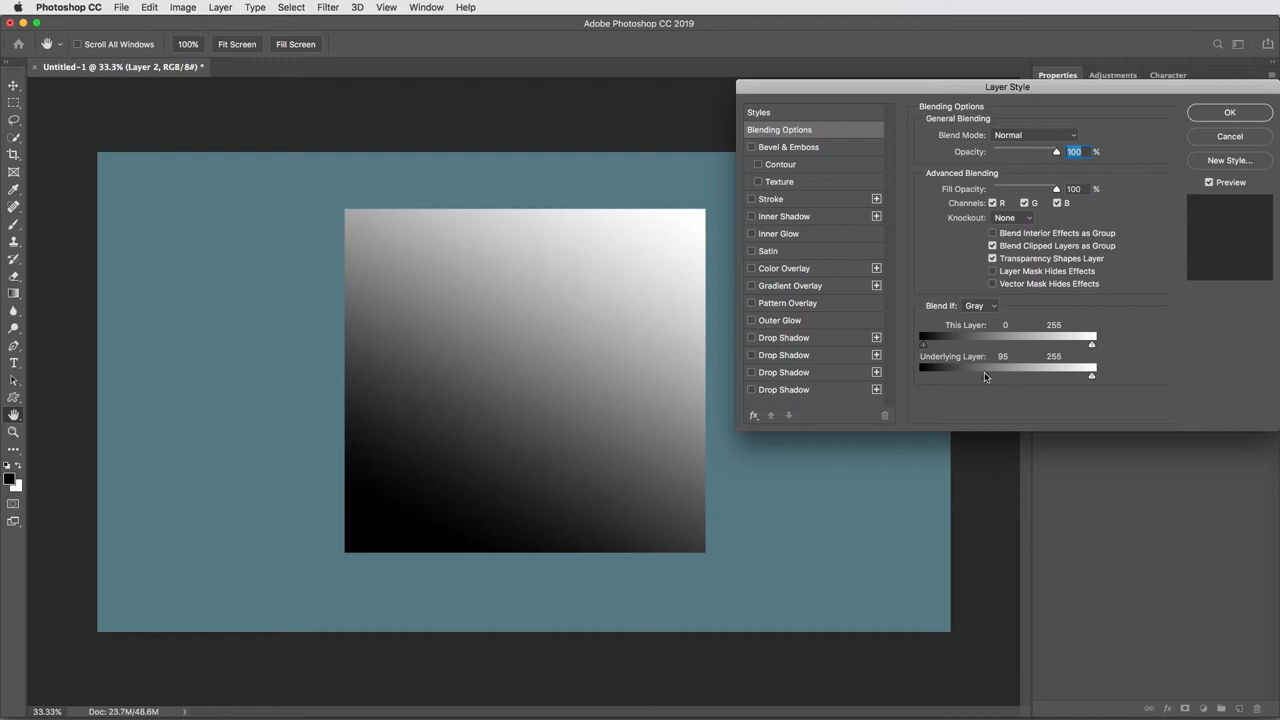 Photoshop CC File Edit Image Layer Type Select Filter 3D View Window Help
Adobe Photoshop CC 2019
Scroll All Windows 100% Fit Screen Fill Screen
× Untitled-1 @ 33.3% (Layer 2, RGB/8#) *
Properties Adjustments Character
Layer Style
Styles
Blending Options
Bevel & Emboss
Contour
Texture
Stroke
Inner Shadow
Inner Glow
Satin
Color Overlay
Gradient Overlay
Pattern Overlay
Outer Glow
Drop Shadow
Drop Shadow
Drop Shadow
Drop Shadow
fx
Blending Options
General Blending
Blend Mode: Normal
Opacity: 100 %
Advanced Blending
Fill Opacity: 100 %
Channels: R G B
Knockout: None
Blend Interior Effects as Group
Blend Clipped Layers as Group
Transparency Shapes Layer
Layer Mask Hides Effects
Vector Mask Hides Effects
Blend If: Gray
This Layer: 0 255
Underlying Layer: 95 255
OK
Cancel
New Style...
Preview
33.33% Doc: 23.7M/48.6M
fx